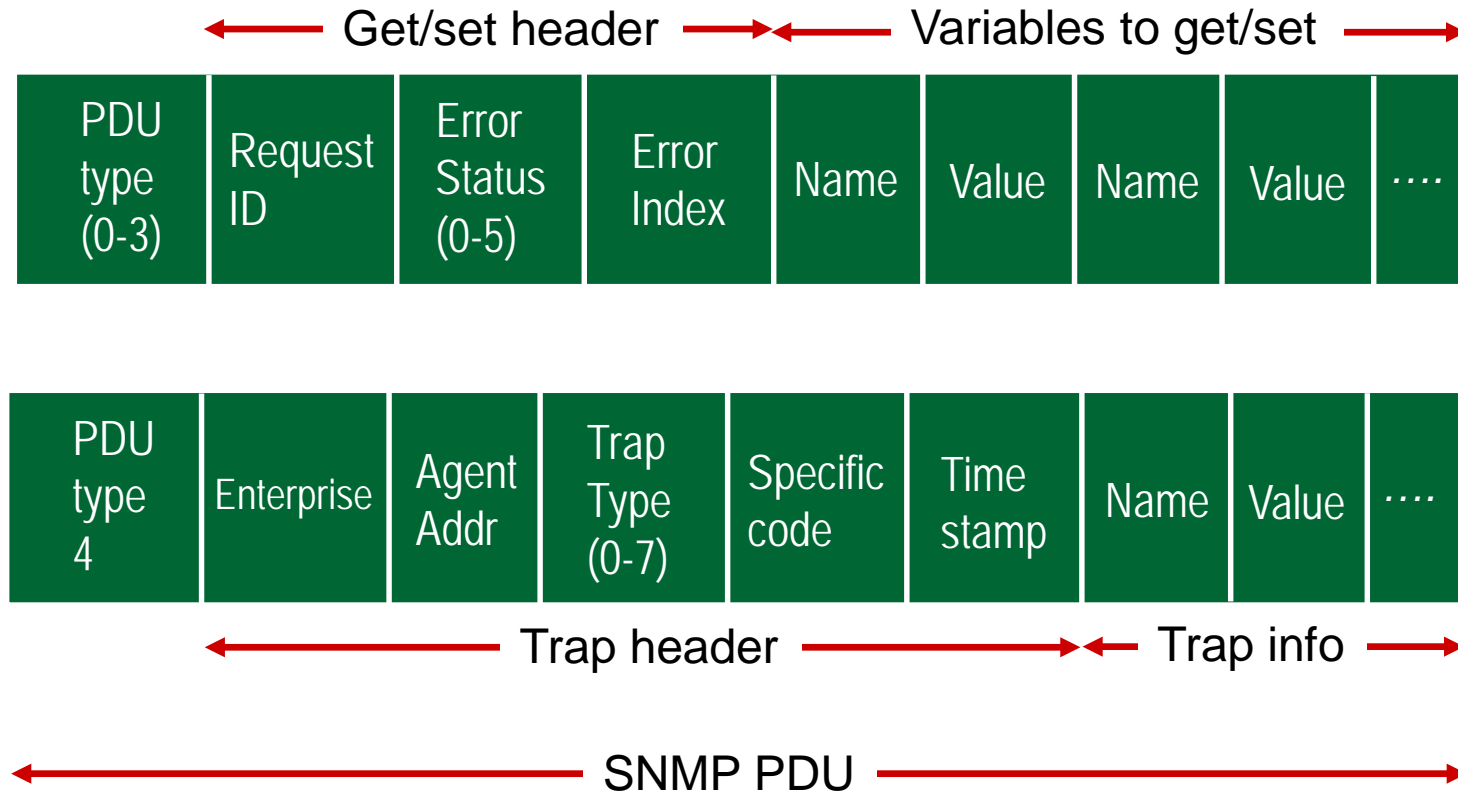 Get/set header
Variables to get/set
PDU
type
(0-3)
Request
ID
Error
Status
(0-5)
Error
Index
Name
Value
Name
Value
....
PDU
type
4
Enterprise
Agent
Addr
Trap
Type
(0-7)
Specific
code
Time
stamp
Name
Value
....
Trap header
Trap info
SNMP PDU